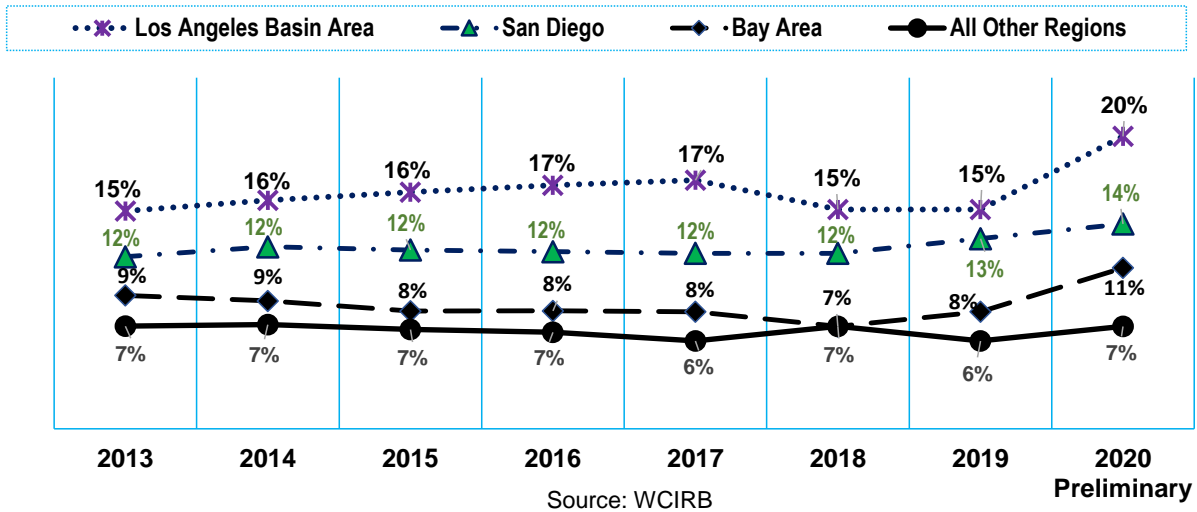 Los Angeles Basin Area San Diego Bay Area All Other Regions
15% 16% 16% 17% 17% 15% 15% 20%
12% 12% 12% 12% 12% 12% 13% 14%
9% 9% 8% 8% 8% 7% 8% 11%
7% 7% 7% 7% 6% 7% 6% 7%
2013 2014 2015 2016 2017 2018 2019 2020
Preliminary
Source: WCIRB